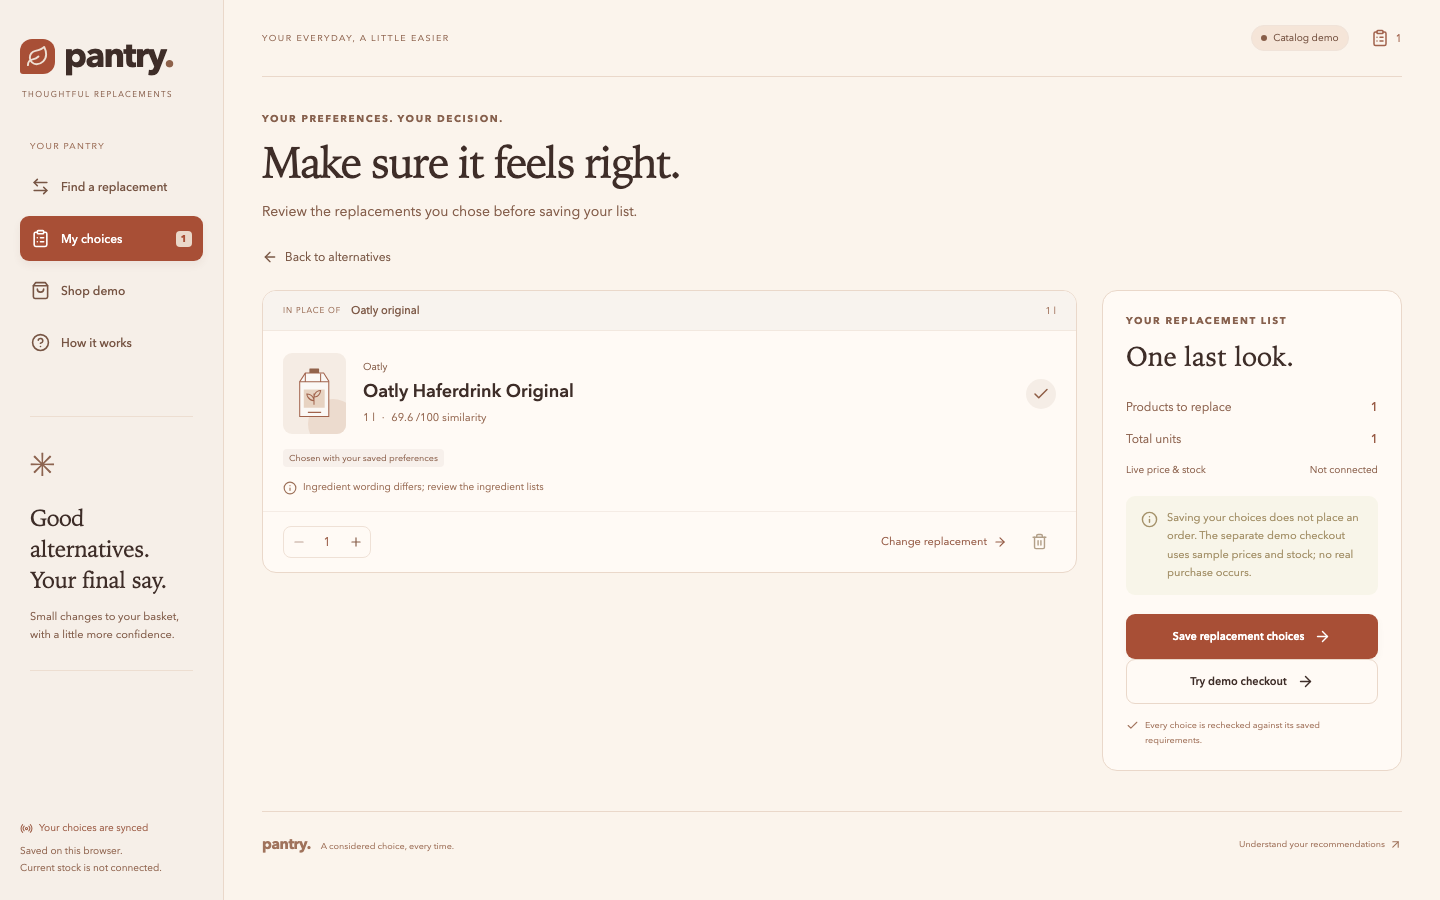 pantry.
THOUGHTFUL REPLACEMENTS
YOUR PANTRY
Find a replacement
My choices 1
Shop demo
How it works
Good
alternatives.
Your final say.
Small changes to your basket,
with a little more confidence.
Your choices are synced
Saved on this browser.
Current stock is not connected.
YOUR EVERYDAY, A LITTLE EASIER
Catalog demo 1
YOUR PREFERENCES. YOUR DECISION.
Make sure it feels right.
Review the replacements you chose before saving your list.
Back to alternatives
IN PLACE OF Oatly original 1 l
Oatly
Oatly Haferdrink Original
1 l · 69.6 /100 similarity
Chosen with your saved preferences
Ingredient wording differs; review the ingredient lists
1
Change replacement
YOUR REPLACEMENT LIST
One last look.
Products to replace 1
Total units 1
Live price & stock Not connected
Saving your choices does not place an
order. The separate demo checkout
uses sample prices and stock; no real
purchase occurs.
Save replacement choices
Try demo checkout
Every choice is rechecked against its saved
requirements.
pantry. A considered choice, every time.
Understand your recommendations